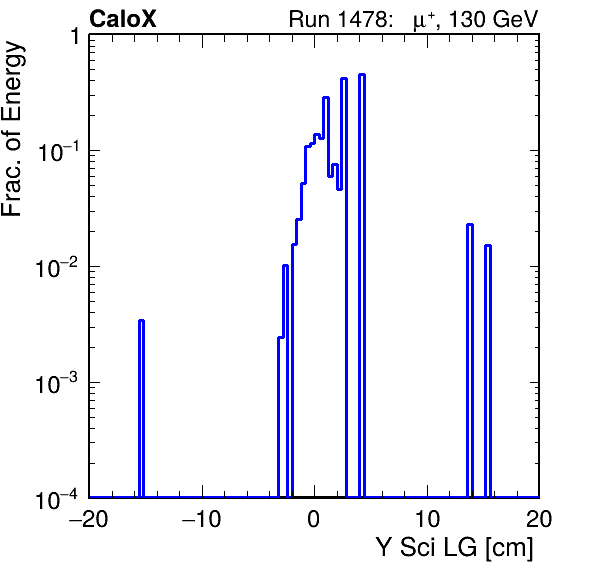 CaloX Run 1478: μ⁺, 130 GeV
Frac. of Energy
1
10⁻¹
10⁻²
10⁻³
10⁻⁴
−20 −10 0 10 20
Y Sci LG [cm]